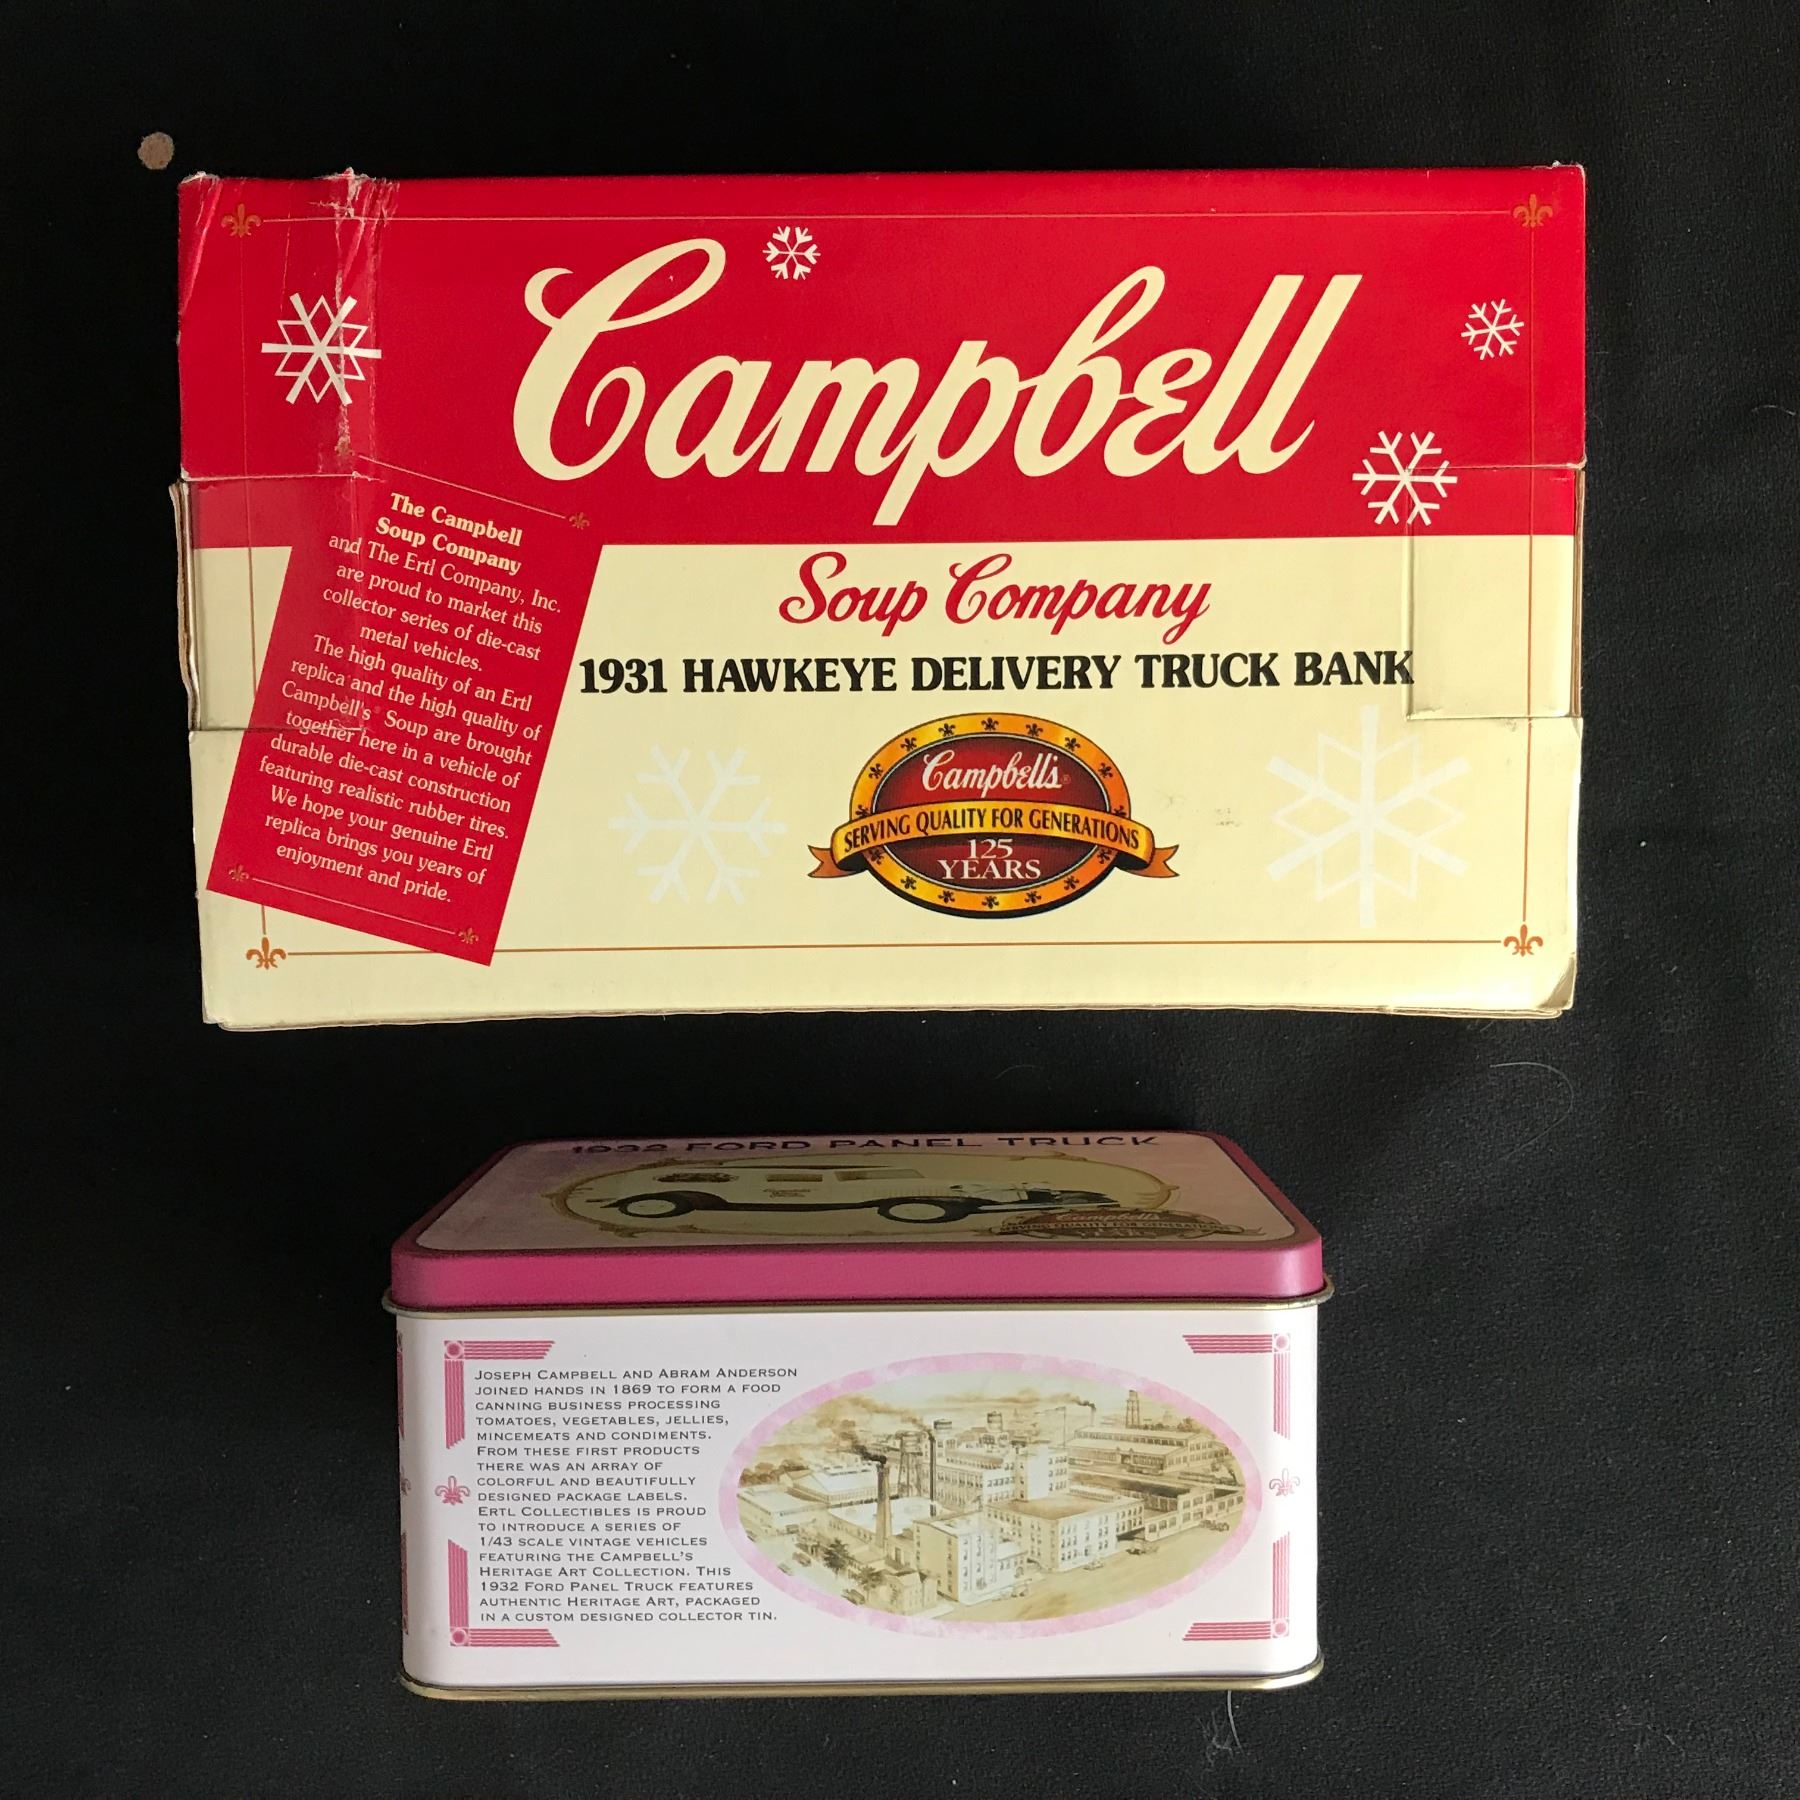 Campbell
Soup Company
1931 HAWKEYE DELIVERY TRUCK BANK
The Campbell
Soup Company
and The Ertl Company, Inc.
are proud to market this
collector series of die-cast
metal vehicles.
The high quality of an Ertl
replica and the high quality of
Campbell's® Soup are brought
together here in a vehicle of
durable die-cast construction
featuring realistic rubber tires.
We hope your genuine Ertl
replica brings you years of
enjoyment and pride.
Campbell's®
SERVING QUALITY FOR GENERATIONS
125
YEARS
1932 FORD PANEL TRUCK
SERVING QUALITY FOR GENERATIONS
JOSEPH CAMPBELL AND ABRAM ANDERSON
JOINED HANDS IN 1869 TO FORM A FOOD
CANNING BUSINESS PROCESSING
TOMATOES, VEGETABLES, JELLIES,
MINCEMEATS AND CONDIMENTS.
FROM THESE FIRST PRODUCTS
THERE WAS AN ARRAY OF
COLORFUL AND BEAUTIFULLY
DESIGNED PACKAGE LABELS.
ERTL COLLECTIBLES IS PROUD
TO INTRODUCE A SERIES OF
1/43 SCALE VINTAGE VEHICLES
FEATURING THE CAMPBELL'S
HERITAGE ART COLLECTION. THIS
1932 FORD PANEL TRUCK FEATURES
AUTHENTIC HERITAGE ART, PACKAGED
IN A CUSTOM DESIGNED COLLECTOR TIN.